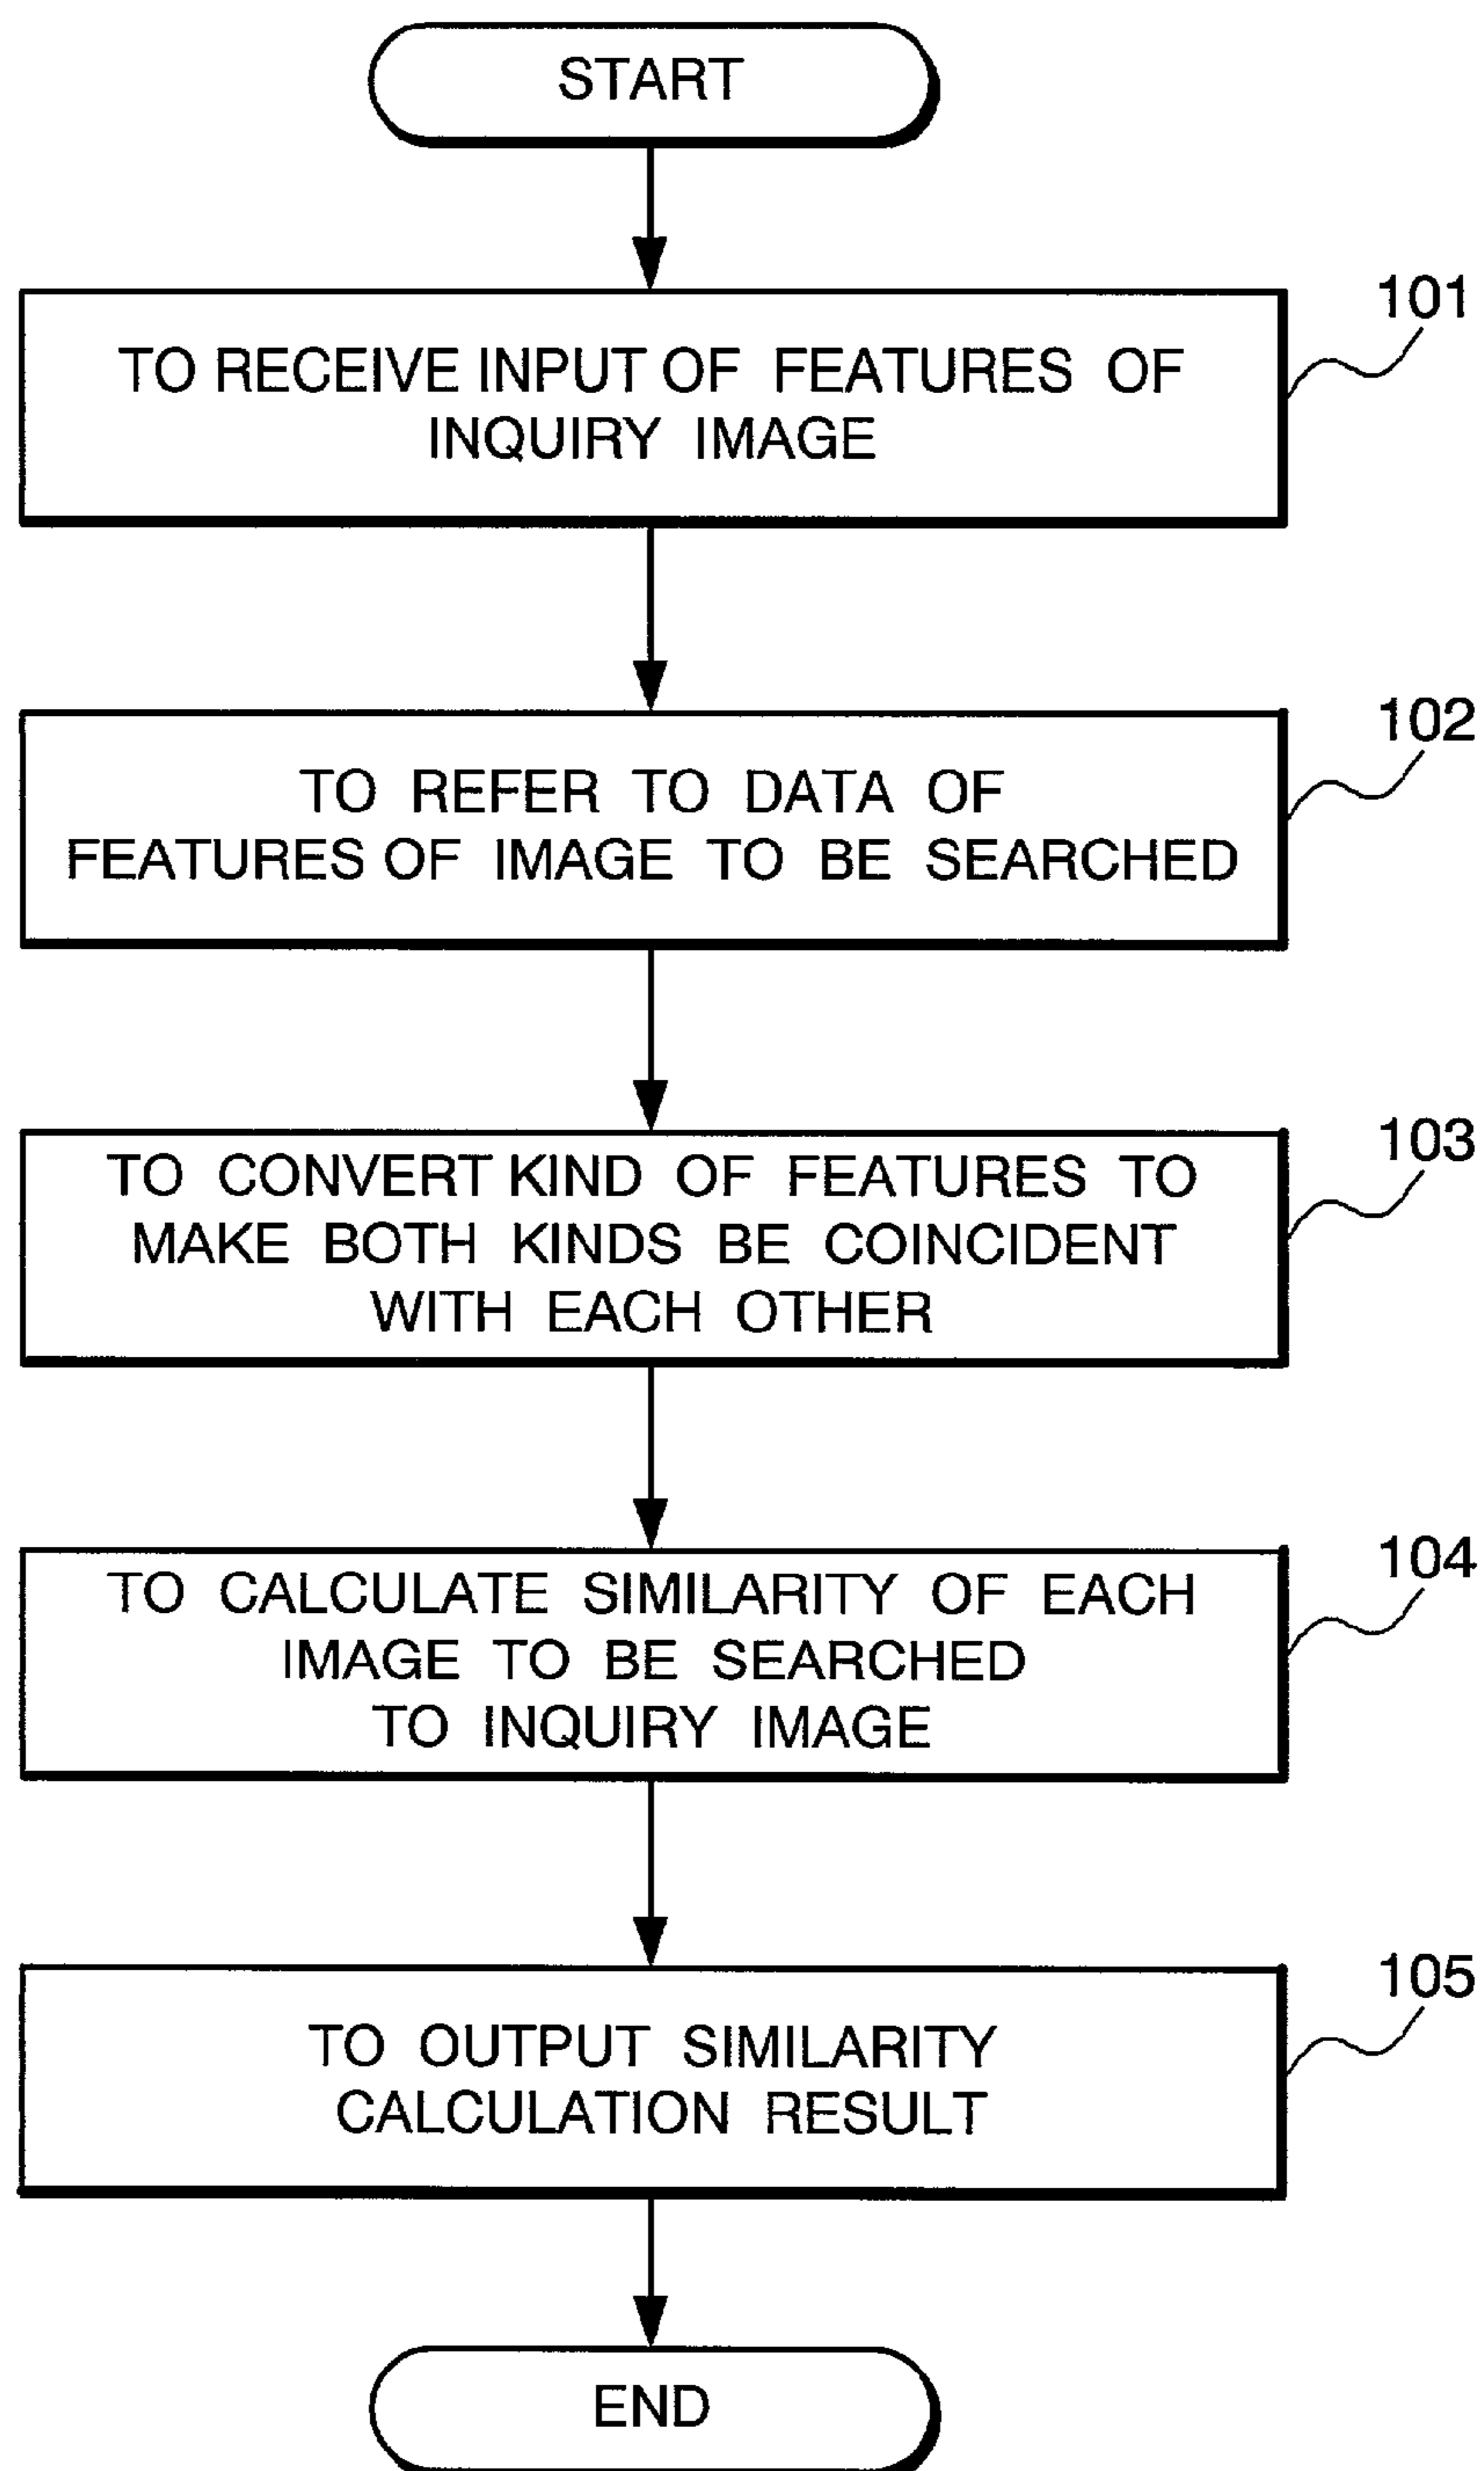 START
101
TO RECEIVE INPUT OF FEATURES OF
INQUIRY IMAGE
102
TO REFER TO DATA OF
FEATURES OF IMAGE TO BE SEARCHED
103
TO CONVERT KIND OF FEATURES TO
MAKE BOTH KINDS BE COINCIDENT
WITH EACH OTHER
104
TO CALCULATE SIMILARITY OF EACH
IMAGE TO BE SEARCHED
TO INQUIRY IMAGE
105
TO OUTPUT SIMILARITY
CALCULATION RESULT
END